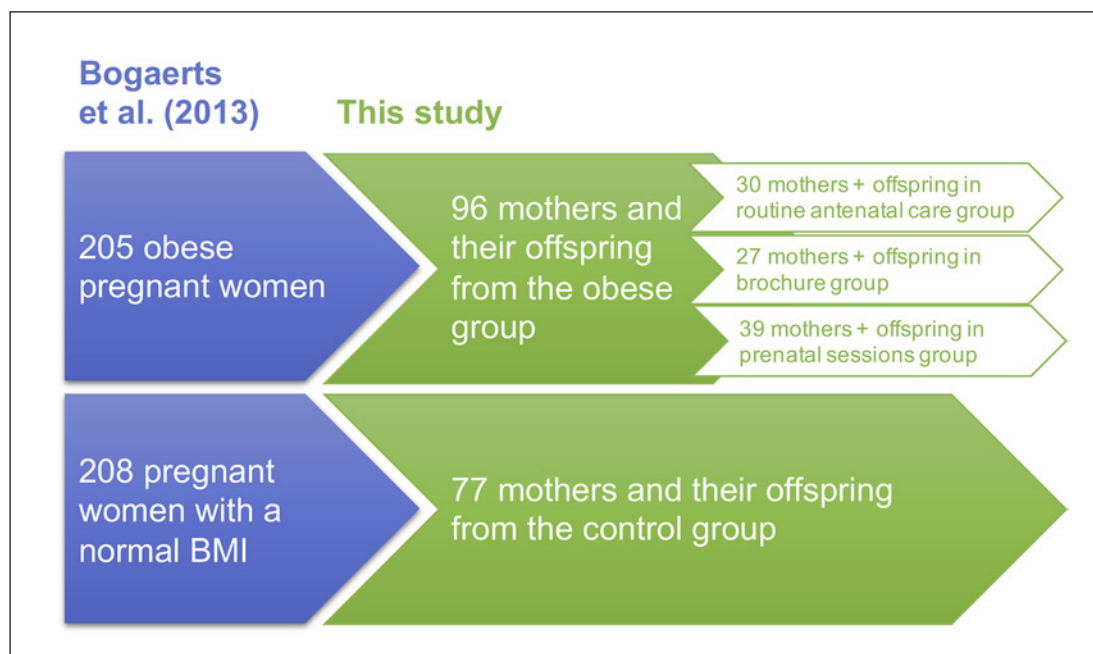 Bogaerts
et al. (2013)
This study
205 obese
pregnant women
96 mothers and
their offspring
from the obese
group
30 mothers + offspring in
routine antenatal care group
27 mothers + offspring in
brochure group
39 mothers + offspring in
prenatal sessions group
208 pregnant
women with a
normal BMI
77 mothers and their offspring
from the control group